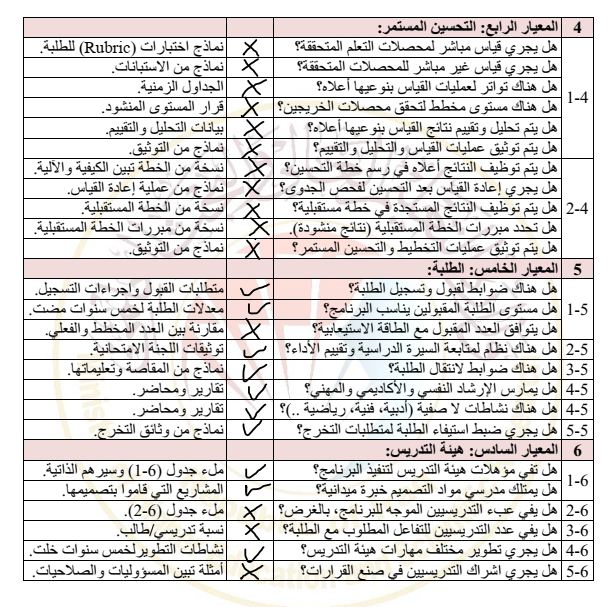 4 المعيار الرابع: التحسين المستمر:
1-4 هل يجري قياس مباشر لمحصلات التعلم المتحققة؟ ✗ نماذج اختبارات (Rubric) للطلبة.
هل يجري قياس غير مباشر للمحصلات المتحققة؟ ✗ نماذج من الاستبانات.
هل هناك تواتر لعمليات القياس بنوعيها أعلاه؟ ✗ الجداول الزمنية.
هل هناك مستوى مخطط لتحقق محصلات الخريجين؟ ✗ قرار المستوى المنشود.
هل يتم تحليل وتقييم نتائج القياس بنوعيها أعلاه؟ ✗ بيانات التحليل والتقييم.
هل يتم توثيق عمليات القياس والتحليل والتقييم؟ ✗ نماذج من التوثيق.
2-4 هل يتم توظيف النتائج أعلاه في رسم خطة التحسين؟ ✗ نسخة من الخطة تبين الكيفية والآلية.
هل يجري إعادة القياس بعد التحسين لفحص الجدوى؟ ✗ نماذج من عملية إعادة القياس.
هل يتم توظيف النتائج المستجدة في خطة مستقبلية؟ ✗ نسخة من الخطة المستقبلية.
هل تحدد مبررات الخطة المستقبلية (نتائج منشودة). ✗ نسخة من مبررات الخطة المستقبلية.
هل يتم توثيق عمليات التخطيط والتحسين المستمر؟ ✗ نماذج من التوثيق.
5 المعيار الخامس: الطلبة:
1-5 هل هناك ضوابط لقبول وتسجيل الطلبة؟ ✓ متطلبات القبول واجراءات التسجيل.
هل مستوى الطلبة المقبولين يناسب البرنامج؟ ✓ معدلات الطلبة لخمس سنوات مضت.
هل يتوافق العدد المقبول مع الطاقة الاستيعابية؟ ✗ مقارنة بين العدد المخطط والفعلي.
2-5 هل هناك نظام لمتابعة السيرة الدراسية وتقييم الأداء؟ ✓ توثيقات اللجنة الامتحانية.
3-5 هل هناك ضوابط لانتقال الطلبة؟ ✓ نماذج من المقاصة وتعليماتها.
4-5 هل يمارس الإرشاد النفسي والأكاديمي والمهني؟ ✓ تقارير ومحاضر.
4-5 هل هناك نشاطات لا صفية (أدبية، فنية، رياضية ..)؟ ✓ تقارير ومحاضر.
5-5 هل يجري ضبط استيفاء الطلبة لمتطلبات التخرج؟ ✓ نماذج من وثائق التخرج.
6 المعيار السادس: هيئة التدريس:
1-6 هل تفي مؤهلات هيئة التدريس لتنفيذ البرنامج؟ ✓ ملء جدول (6-1) وسيرهم الذاتية.
هل يمتلك مدرسي مواد التصميم خبرة ميدانية؟ ✓ المشاريع التي قاموا بتصميمها.
2-6 هل يفي عبء التدريسيين الموجه للبرنامج، بالغرض؟ ✗ ملء جدول (6-2).
3-6 هل يفي عدد التدريسيين للتفاعل المطلوب مع الطلبة؟ ✗ نسبة تدريسي/طالب.
4-6 هل يجري تطوير مختلف مهارات هيئة التدريس؟ ✓ نشاطات التطوير لخمس سنوات خلت.
5-6 هل يجري اشراك التدريسيين في صنع القرارات؟ ✗ أمثلة تبين المسؤوليات والصلاحيات.